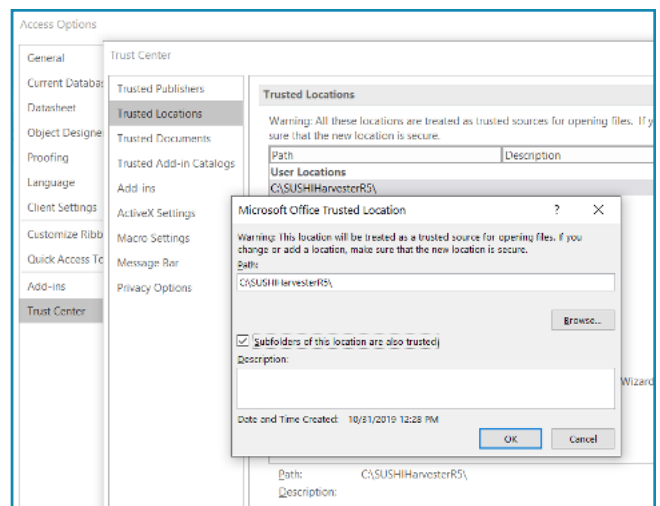 Access Options
General
Current Databas
Datasheet
Object Designe
Proofing
Language
Client Settings
Customize Ribb
Quick Access To
Add-ins
Trust Center
Trust Center
Trusted Publishers
Trusted Locations
Trusted Documents
Trusted Add-in Catalogs
Add-ins
ActiveX Settings
Macro Settings
Message Bar
Privacy Options
Trusted Locations
Warning: All these locations are treated as trusted sources for opening files. If y
sure that the new location is secure.
Path Description
User Locations
C:\SUSHIHarvesterR5\
Microsoft Office Trusted Location ? X
Warning: This location will be treated as a trusted source for opening files. If you
change or add a location, make sure that the new location is secure.
Path:
C:\SUSHIHarvesterR5\
Browse...
Subfolders of this location are also trusted
Description:
Date and Time Created: 10/31/2019 12:28 PM
OK Cancel
Wizard
Path: C:\SUSHIHarvesterR5\
Description: